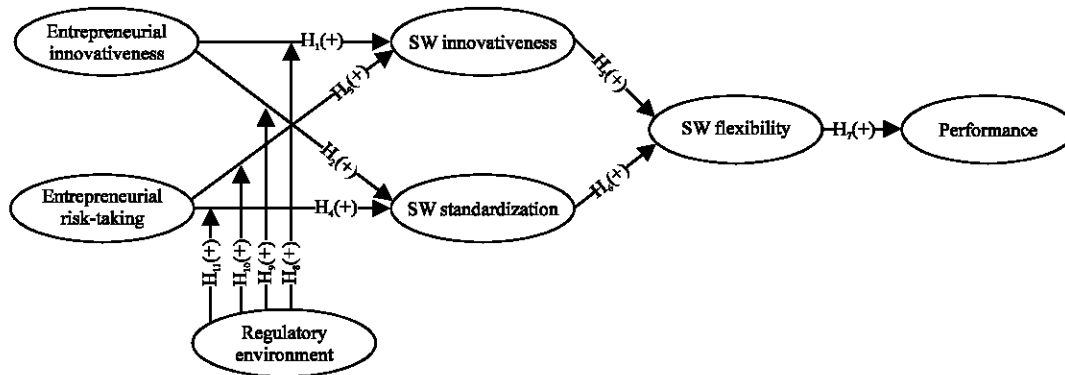 Entrepreneurial
innovativeness
H₁(+)
SW innovativeness
H₃(+)
H₅(+)
SW flexibility
H₇(+)
Performance
H₂(+)
H₆(+)
Entrepreneurial
risk-taking
H₄(+)
SW standardization
H₁₁(+)
H₁₀(+)
H₉(+)
H₈(+)
Regulatory
environment